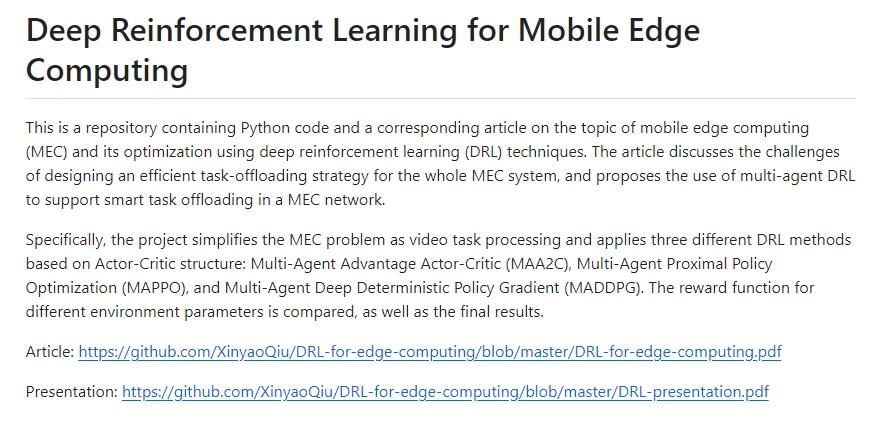 Deep Reinforcement Learning for Mobile Edge
Computing
This is a repository containing Python code and a corresponding article on the topic of mobile edge computing
(MEC) and its optimization using deep reinforcement learning (DRL) techniques. The article discusses the challenges
of designing an efficient task-offloading strategy for the whole MEC system, and proposes the use of multi-agent DRL
to support smart task offloading in a MEC network.
Specifically, the project simplifies the MEC problem as video task processing and applies three different DRL methods
based on Actor-Critic structure: Multi-Agent Advantage Actor-Critic (MAA2C), Multi-Agent Proximal Policy
Optimization (MAPPO), and Multi-Agent Deep Deterministic Policy Gradient (MADDPG). The reward function for
different environment parameters is compared, as well as the final results.
Article: https://github.com/XinyaoQiu/DRL-for-edge-computing/blob/master/DRL-for-edge-computing.pdf
Presentation: https://github.com/XinyaoQiu/DRL-for-edge-computing/blob/master/DRL-presentation.pdf